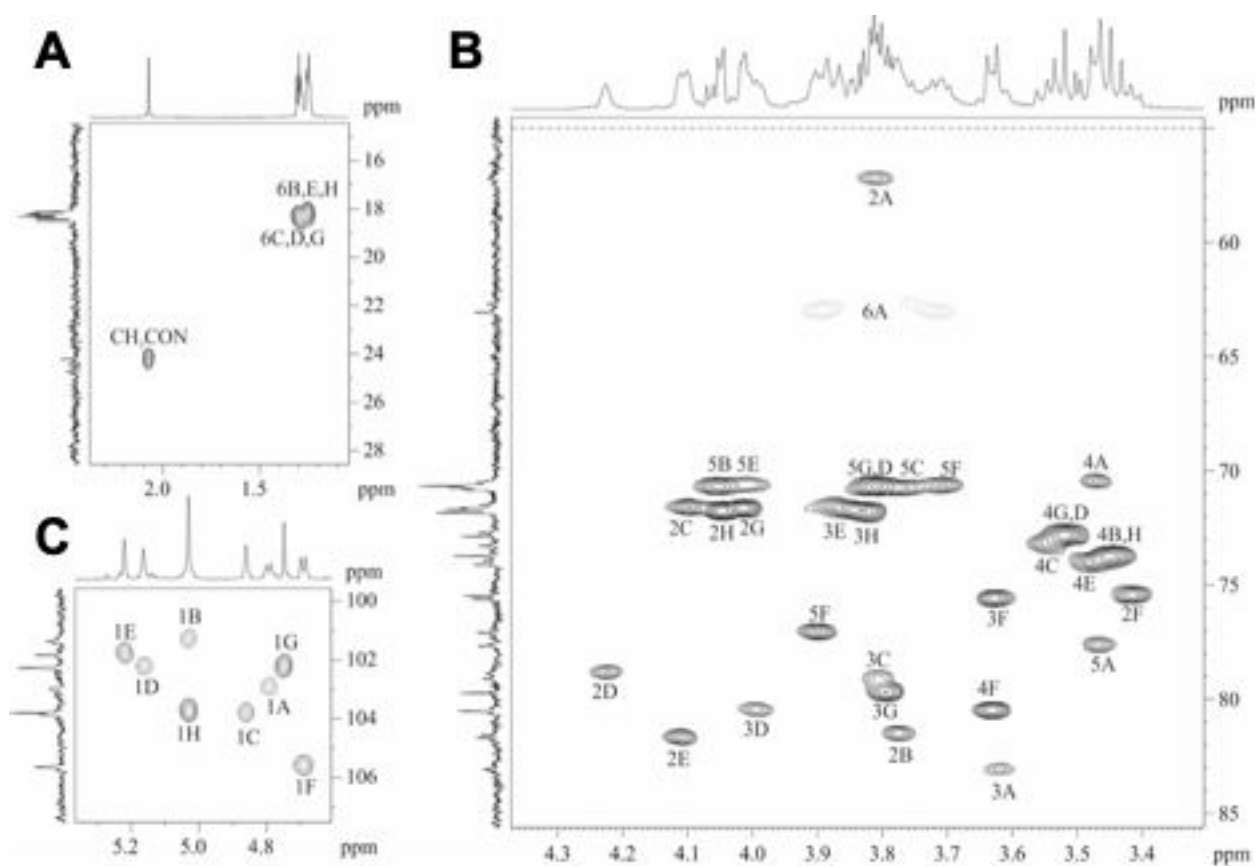 A
ppm
16
18
20
22
24
26
28
6B,E,H
6C,D,G
CH,CON
2.0
1.5
ppm
B
ppm
60
65
70
75
80
85
2A
6A
5B 5E 5G,D 5C 5F 4A
2C 2H 2G 3E 3H
4G,D
4B,H
4C
4E
5F 3F 2F
3C 5A
2D 3G 4F
3D
2E 2B 3A
4.3 4.2 4.1 4.0 3.9 3.8 3.7 3.6 3.5 3.4 ppm
C
ppm
100
102
104
106
1E 1B 1G
1D 1A
1H 1C
1F
5.2 5.0 4.8 ppm